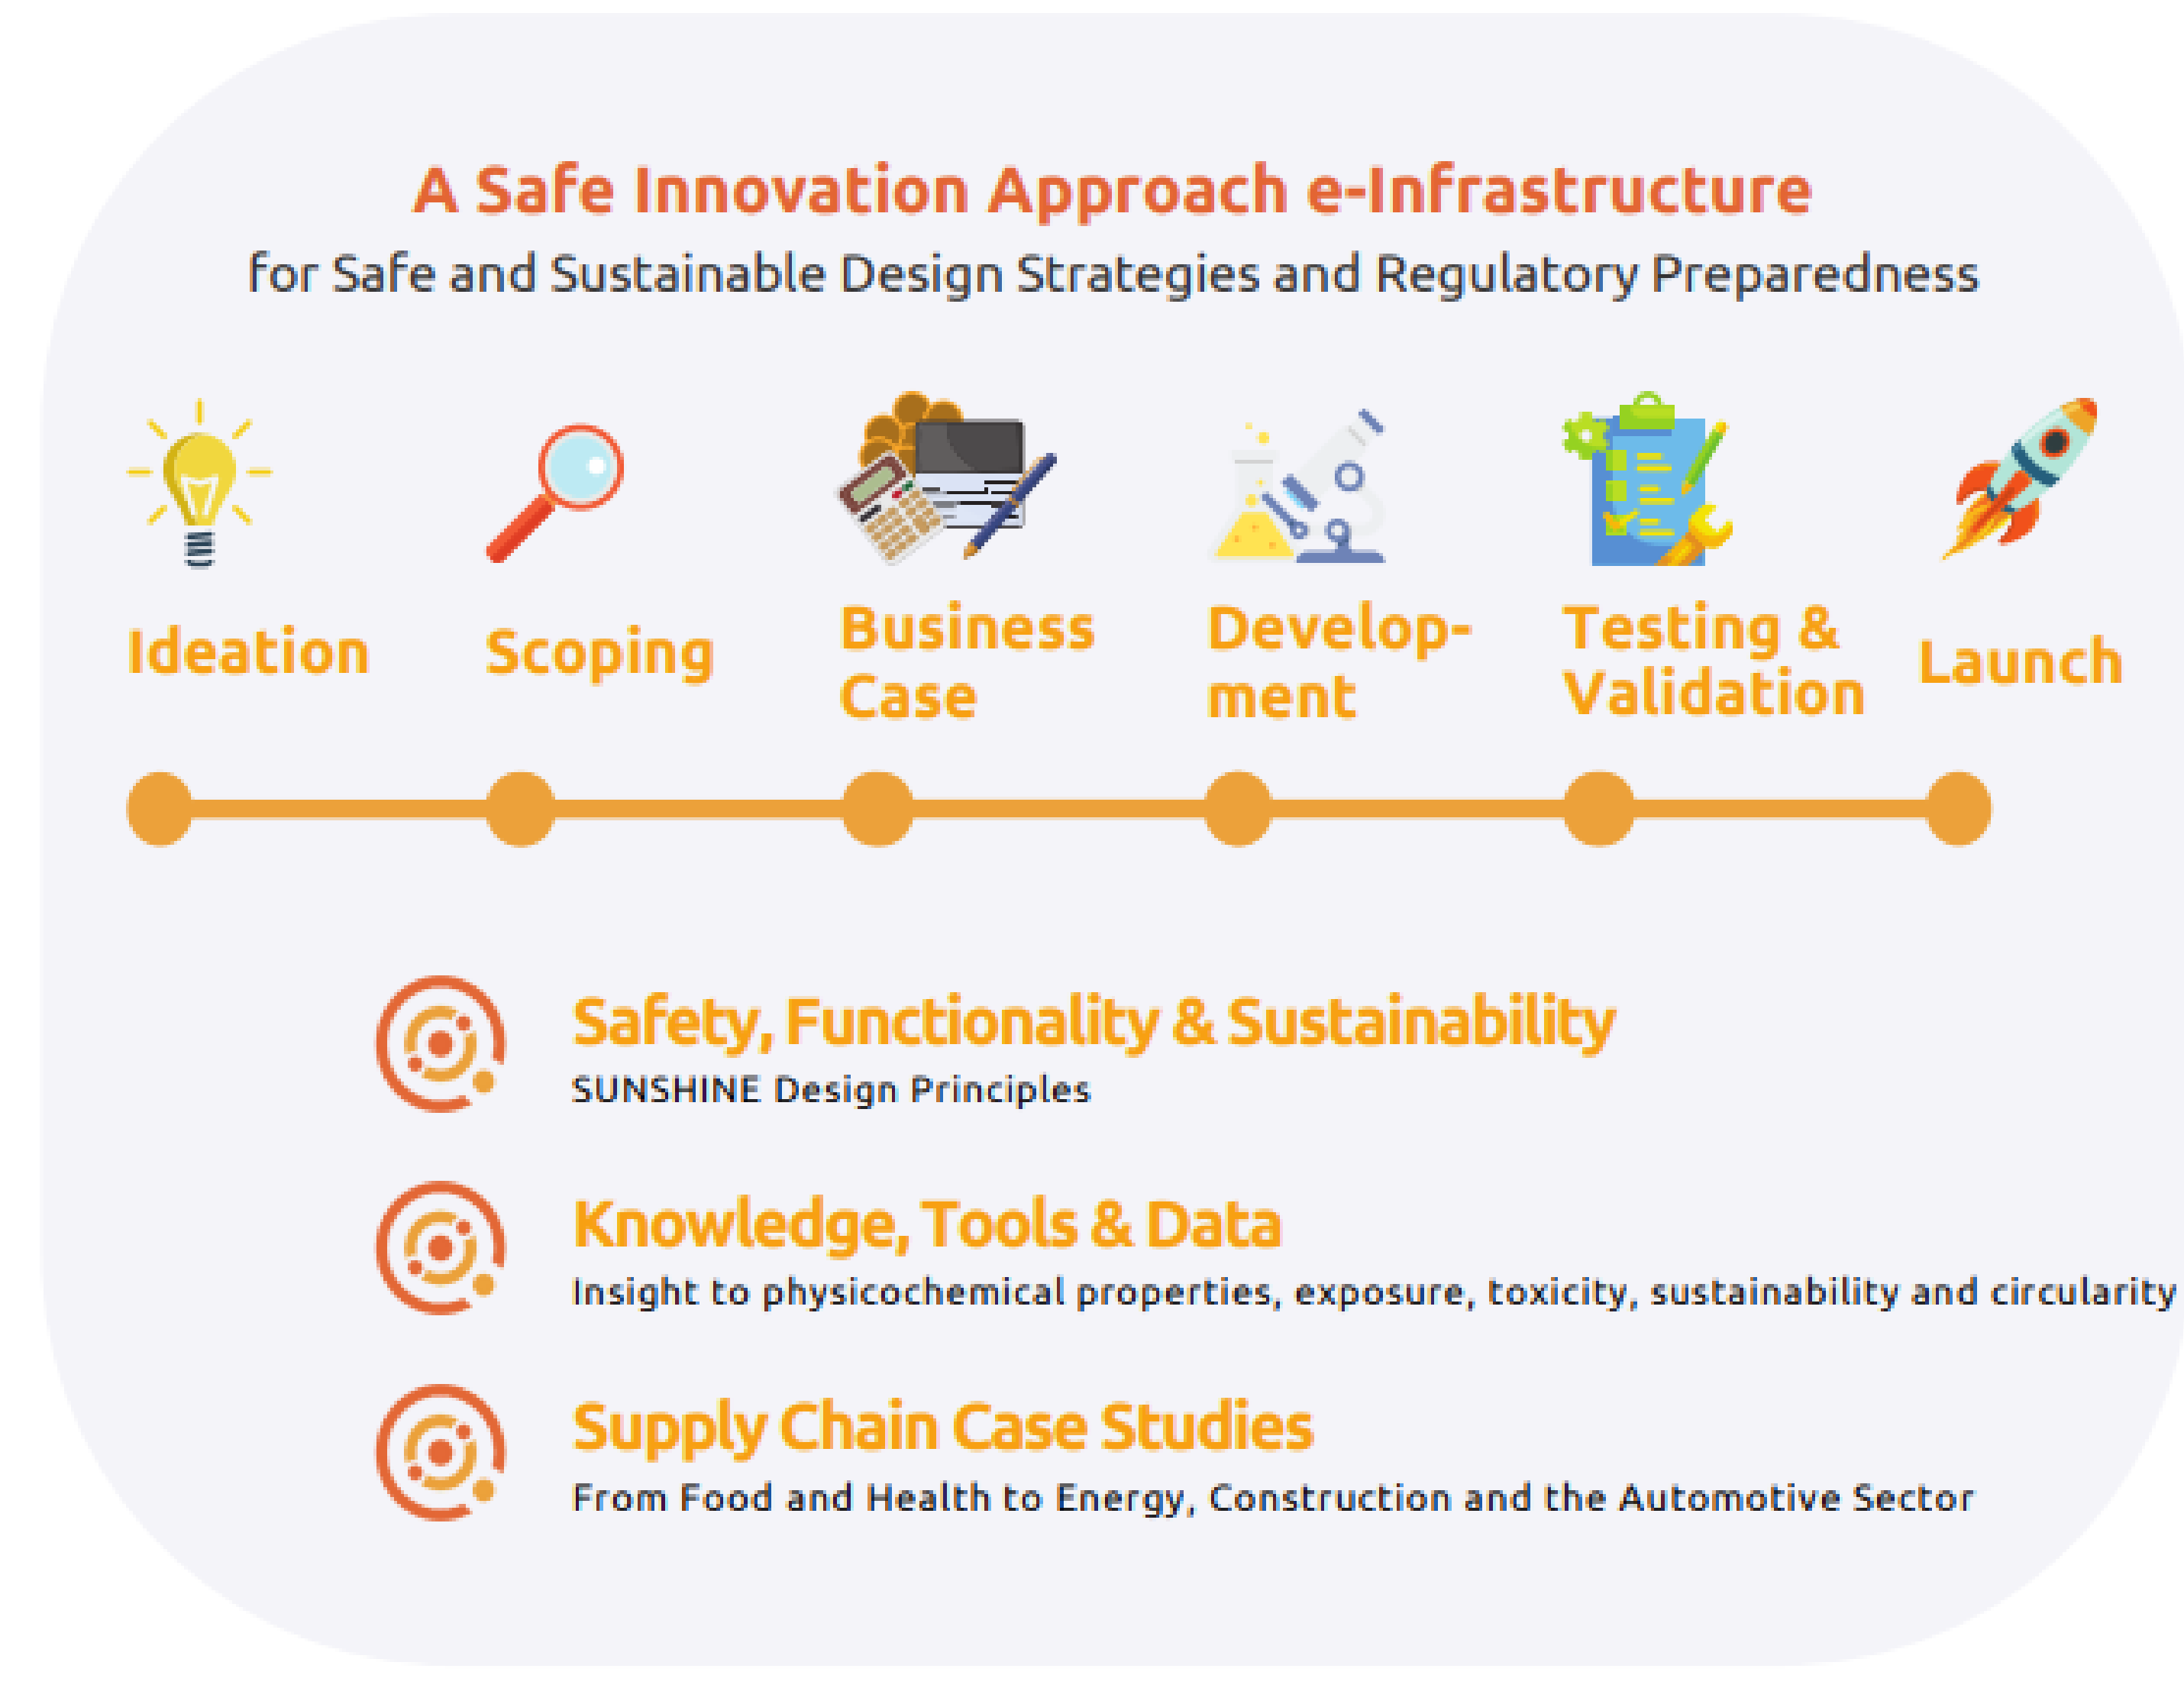 A Safe Innovation Approach e-Infrastructure
for Safe and Sustainable Design Strategies and Regulatory Preparedness
Ideation
Scoping
Business
Case
Develop-
ment
Testing &
Validation
Launch
Safety, Functionality & Sustainability
SUNSHINE Design Principles
Knowledge, Tools & Data
Insight to physicochemical properties, exposure, toxicity, sustainability and circularity
Supply Chain Case Studies
From Food and Health to Energy, Construction and the Automotive Sector